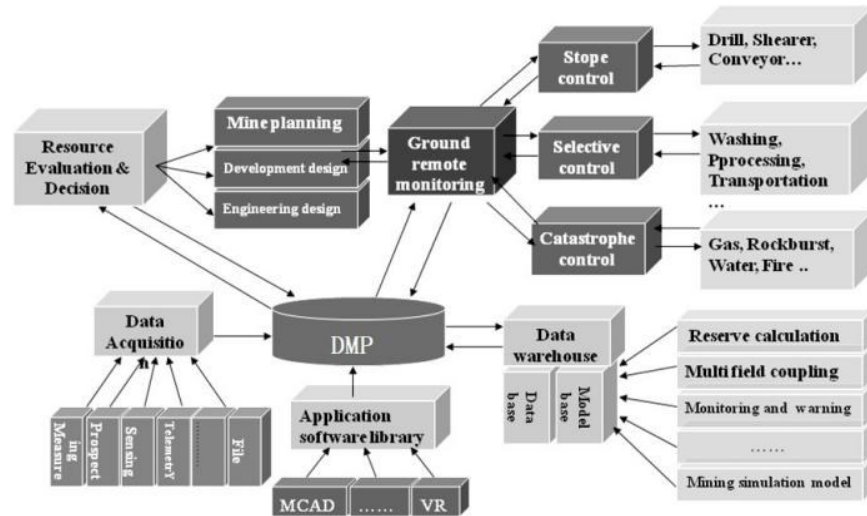 Stope
control
Drill, Shearer,
Conveyor…
Resource
Evaluation &
Decision
Mine planning
Development design
Engineering design
Ground
remote
monitoring
Selective
control
Washing,
Pprocessing,
Transportation
…
Catastrophe
control
Gas, Rockburst,
Water, Fire ..
Data
Acquisitio
n
DMP
Data
warehouse
Data
base
Model
base
Reserve calculation
Multi field coupling
Monitoring and warning
……
Mining simulation model
Measure
ing
Prospect
Sensing
TelemetrY
……
File
Application
software library
MCAD
……
VR